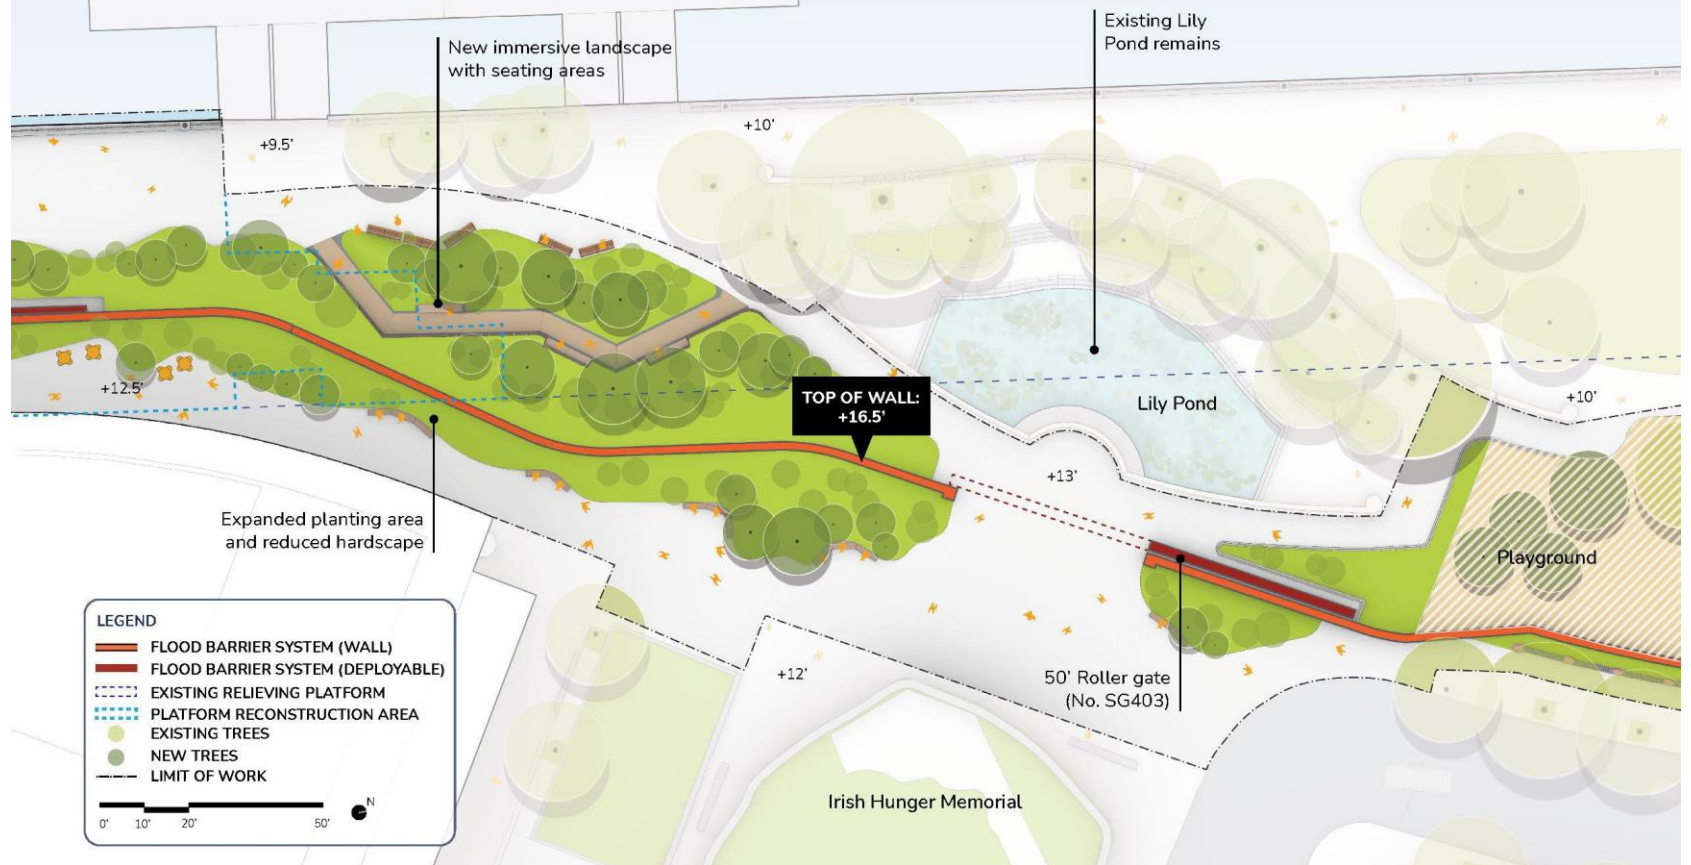 New immersive landscape
with seating areas
Existing Lily
Pond remains
+9.5’
+10’
+12.5’
TOP OF WALL:
+16.5’
Lily Pond
+10’
+13’
Expanded planting area
and reduced hardscape
Playground
50’ Roller gate
(No. SG403)
+12’
Irish Hunger Memorial
LEGEND
FLOOD BARRIER SYSTEM (WALL)
FLOOD BARRIER SYSTEM (DEPLOYABLE)
EXISTING RELIEVING PLATFORM
PLATFORM RECONSTRUCTION AREA
EXISTING TREES
NEW TREES
LIMIT OF WORK
0’ 10’ 20’ 50’
N